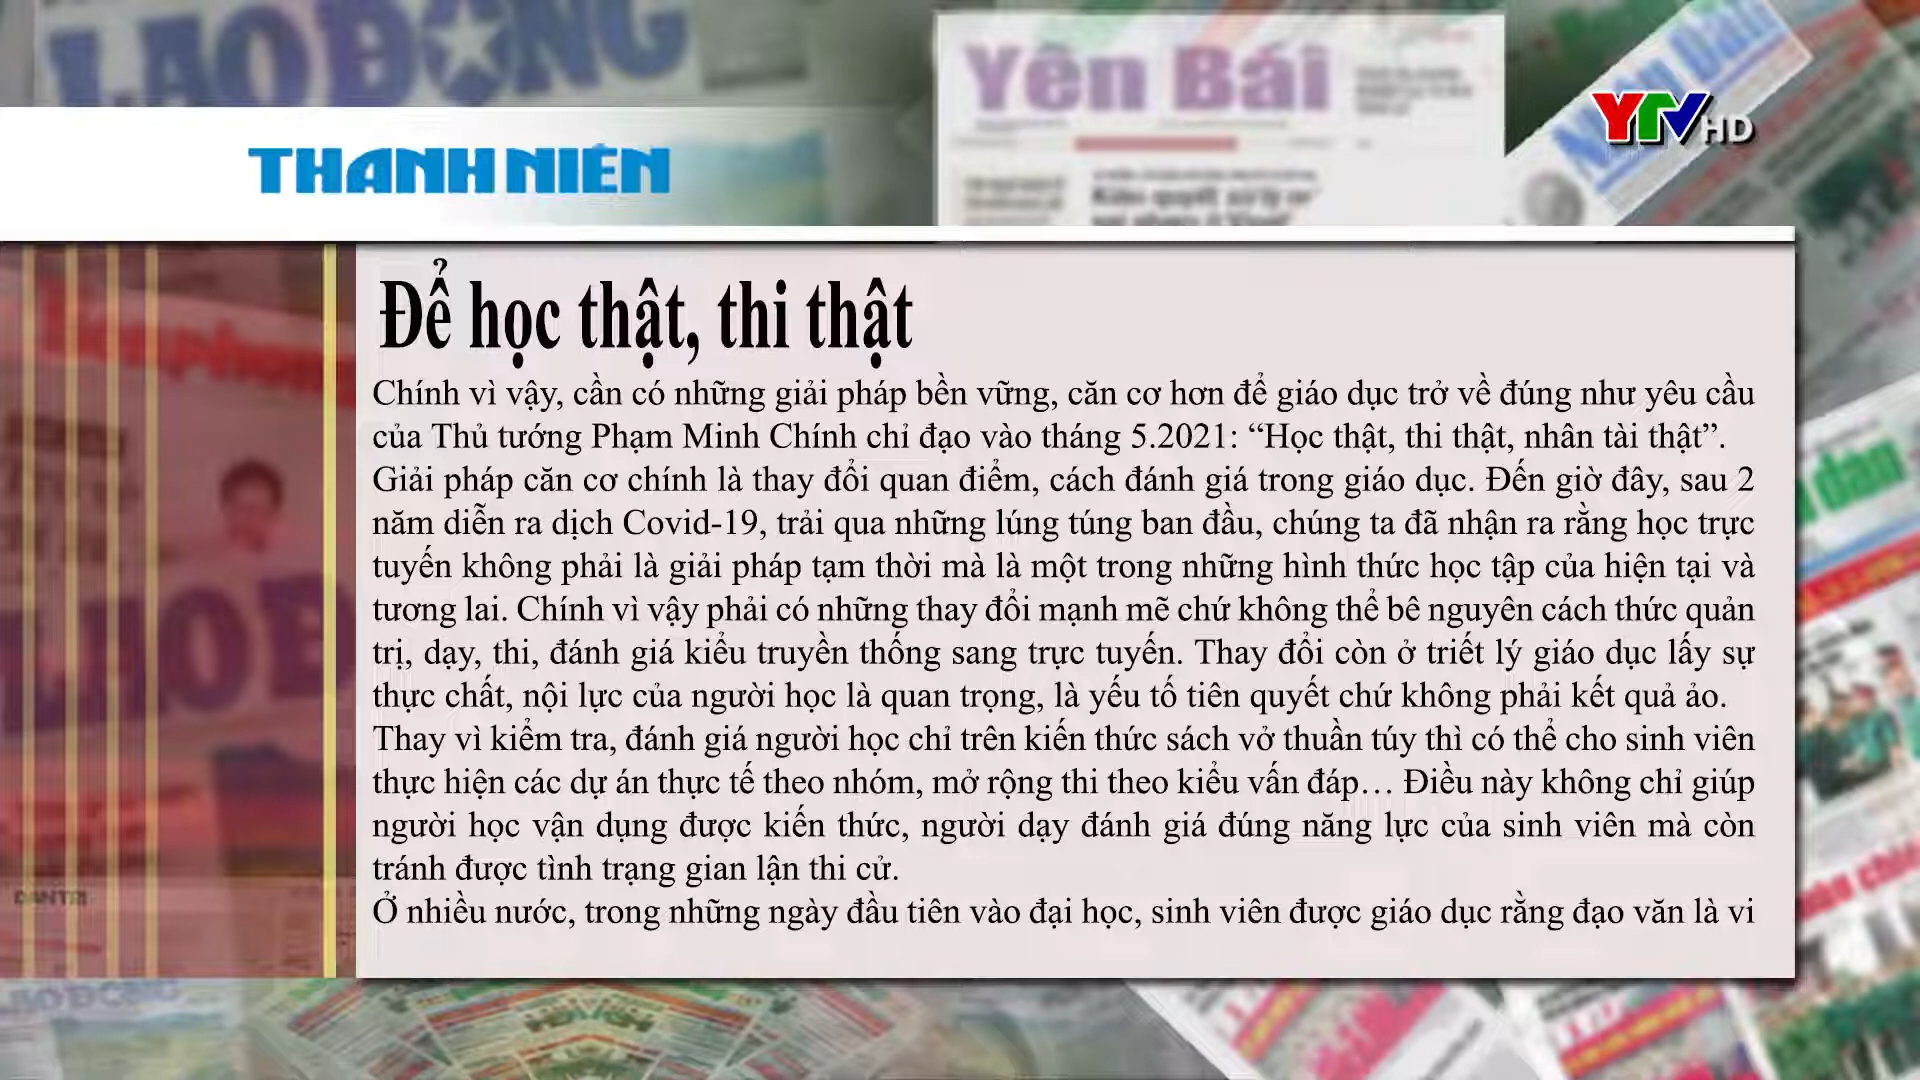 LAO ĐỘNG
Yên Bái
Nhân Dân
YTV HD
THANH NIÊN
Kiên quyết xử lý
Để học thật, thi thật
Chính vì vậy, cần có những giải pháp bền vững, căn cơ hơn để giáo dục trở về đúng như yêu cầu
của Thủ tướng Phạm Minh Chính chỉ đạo vào tháng 5.2021: “Học thật, thi thật, nhân tài thật”.
Giải pháp căn cơ chính là thay đổi quan điểm, cách đánh giá trong giáo dục. Đến giờ đây, sau 2
năm diễn ra dịch Covid-19, trải qua những lúng túng ban đầu, chúng ta đã nhận ra rằng học trực
tuyến không phải là giải pháp tạm thời mà là một trong những hình thức học tập của hiện tại và
tương lai. Chính vì vậy phải có những thay đổi mạnh mẽ chứ không thể bê nguyên cách thức quản
trị, dạy, thi, đánh giá kiểu truyền thống sang trực tuyến. Thay đổi còn ở triết lý giáo dục lấy sự
thực chất, nội lực của người học là quan trọng, là yếu tố tiên quyết chứ không phải kết quả ảo.
Thay vì kiểm tra, đánh giá người học chỉ trên kiến thức sách vở thuần túy thì có thể cho sinh viên
thực hiện các dự án thực tế theo nhóm, mở rộng thi theo kiểu vấn đáp… Điều này không chỉ giúp
người học vận dụng được kiến thức, người dạy đánh giá đúng năng lực của sinh viên mà còn
tránh được tình trạng gian lận thi cử.
Ở nhiều nước, trong những ngày đầu tiên vào đại học, sinh viên được giáo dục rằng đạo văn là vi
LAO ĐỘNG
DANTRI
LAO ĐỘNG